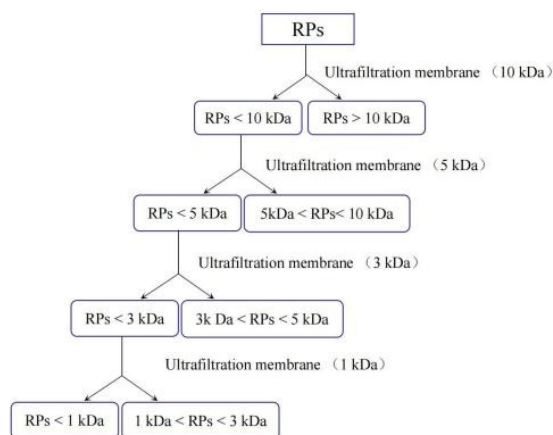 RPs
Ultrafiltration membrane （10 kDa）
RPs < 10 kDa
RPs > 10 kDa
Ultrafiltration membrane （5 kDa）
RPs < 5 kDa
5kDa < RPs< 10 kDa
Ultrafiltration membrane （3 kDa）
RPs < 3 kDa
3k Da < RPs < 5 kDa
Ultrafiltration membrane （1 kDa）
RPs < 1 kDa
1 kDa < RPs < 3 kDa